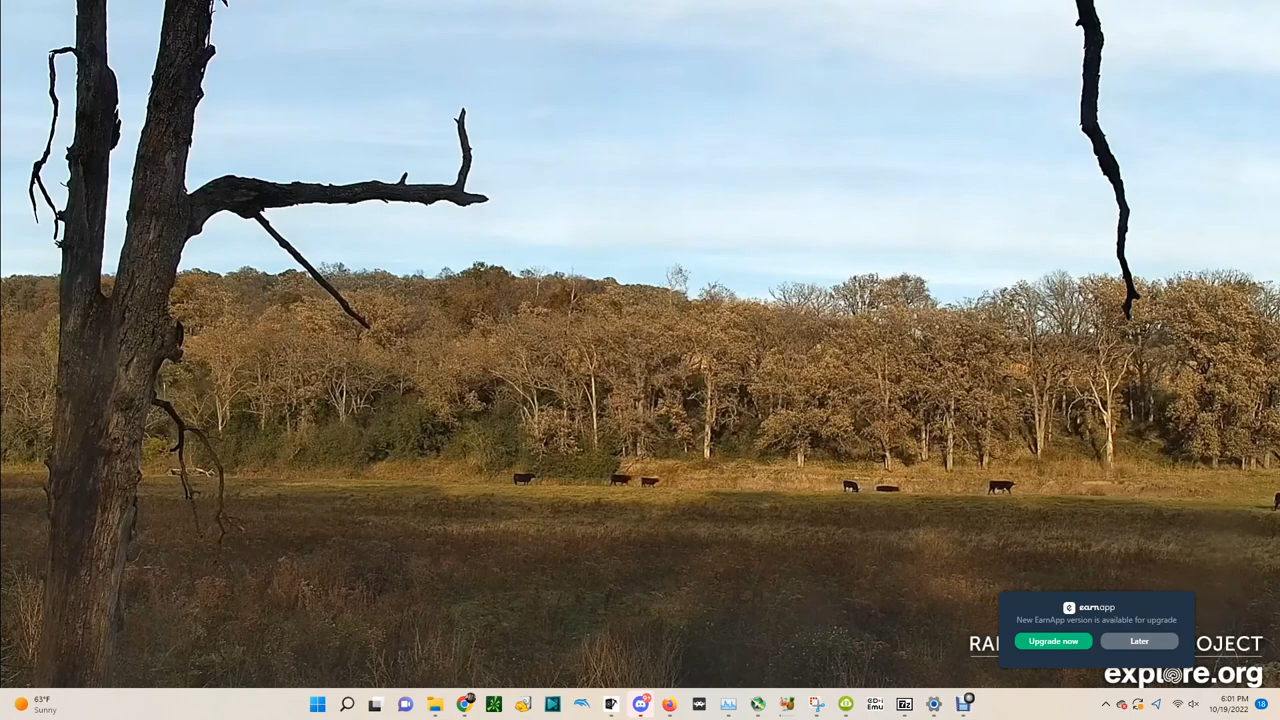 earnapp
New EarnApp version is available for upgrade
Upgrade now Later
OJECT
explore.org
63°F
Sunny
6:01 PM
10/19/2022
18